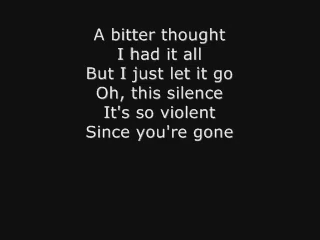 A bitter thought
I had it all
But I just let it go
Oh, this silence
It's so violent
Since you're gone